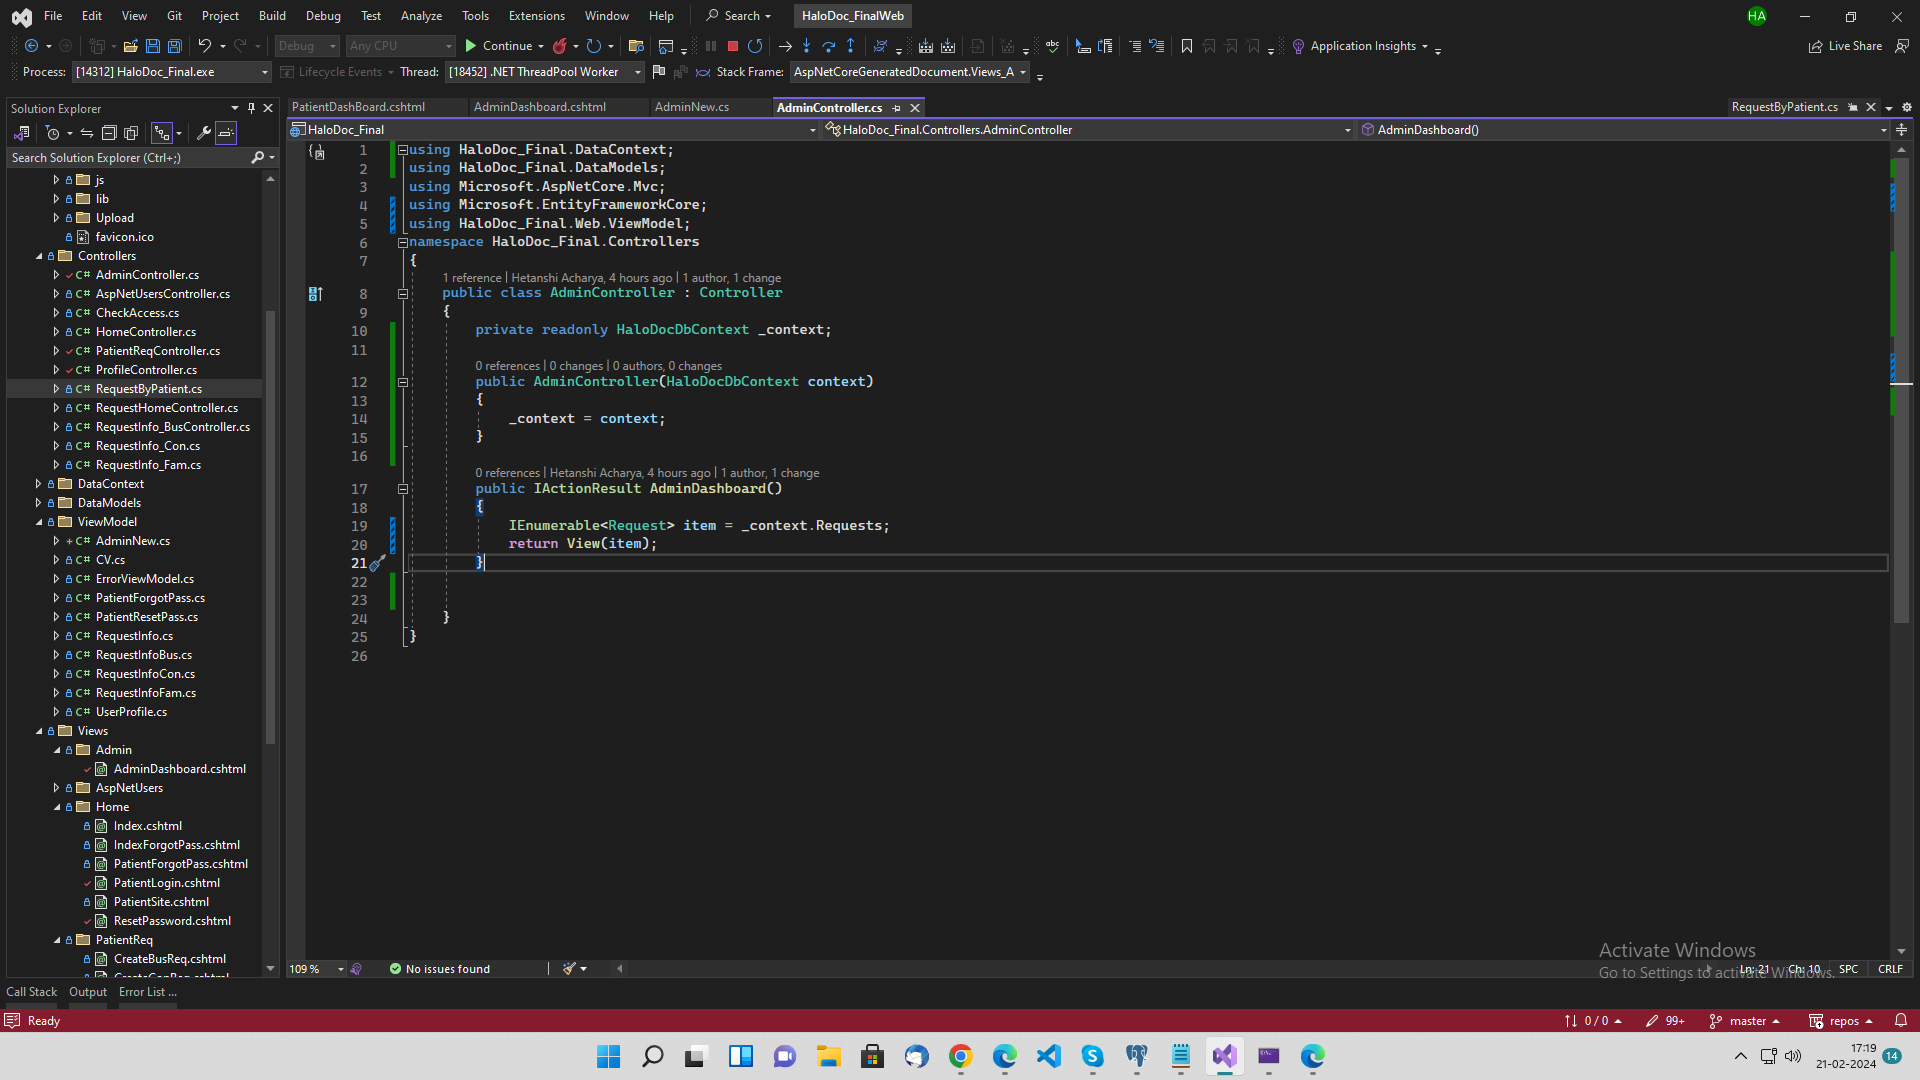 File Edit View Git Project Build Debug Test Analyze Tools Extensions Window Help Search HaloDoc_FinalWeb HA
Debug Any CPU Continue Application Insights Live Share
Process: [14312] HaloDoc_Final.exe Lifecycle Events Thread: [18452] .NET ThreadPool Worker Stack Frame: AspNetCoreGeneratedDocument.Views_A
Solution Explorer
Search Solution Explorer (Ctrl+;)
js
lib
Upload
favicon.ico
Controllers
C# AdminController.cs
C# AspNetUsersController.cs
C# CheckAccess.cs
C# HomeController.cs
C# PatientReqController.cs
C# ProfileController.cs
C# RequestByPatient.cs
C# RequestHomeController.cs
C# RequestInfo_BusController.cs
C# RequestInfo_Con.cs
C# RequestInfo_Fam.cs
DataContext
DataModels
ViewModel
C# AdminNew.cs
C# CV.cs
C# ErrorViewModel.cs
C# PatientForgotPass.cs
C# PatientResetPass.cs
C# RequestInfo.cs
C# RequestInfoBus.cs
C# RequestInfoCon.cs
C# RequestInfoFam.cs
C# UserProfile.cs
Views
Admin
AdminDashboard.cshtml
AspNetUsers
Home
Index.cshtml
IndexForgotPass.cshtml
PatientForgotPass.cshtml
PatientLogin.cshtml
PatientSite.cshtml
ResetPassword.cshtml
PatientReq
CreateBusReq.cshtml
PatientDashBoard.cshtml AdminDashboard.cshtml AdminNew.cs AdminController.cs RequestByPatient.cs
HaloDoc_Final HaloDoc_Final.Controllers.AdminController AdminDashboard()
1 using HaloDoc_Final.DataContext;
2 using HaloDoc_Final.DataModels;
3 using Microsoft.AspNetCore.Mvc;
4 using Microsoft.EntityFrameworkCore;
5 using HaloDoc_Final.Web.ViewModel;
6 namespace HaloDoc_Final.Controllers
7 {
1 reference | Hetanshi Acharya, 4 hours ago | 1 author, 1 change
8 public class AdminController : Controller
9 {
10 private readonly HaloDocDbContext _context;
11
0 references | 0 changes | 0 authors, 0 changes
12 public AdminController(HaloDocDbContext context)
13 {
14 _context = context;
15 }
16
0 references | Hetanshi Acharya, 4 hours ago | 1 author, 1 change
17 public IActionResult AdminDashboard()
18 {
19 IEnumerable<Request> item = _context.Requests;
20 return View(item);
21 }
22
23
24 }
25 }
26
Activate Windows
Go to Settings to activate Windows.
109 % No issues found Ln: 21 Ch: 10 SPC CRLF
Call Stack Output Error List ...
Ready 0 / 0 99+ master repos
17:19
21-02-2024 14